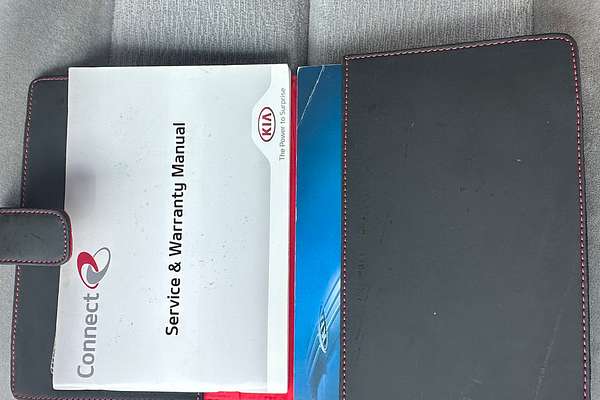 Connect
Service & Warranty Manual
KIA
The Power to Surprise